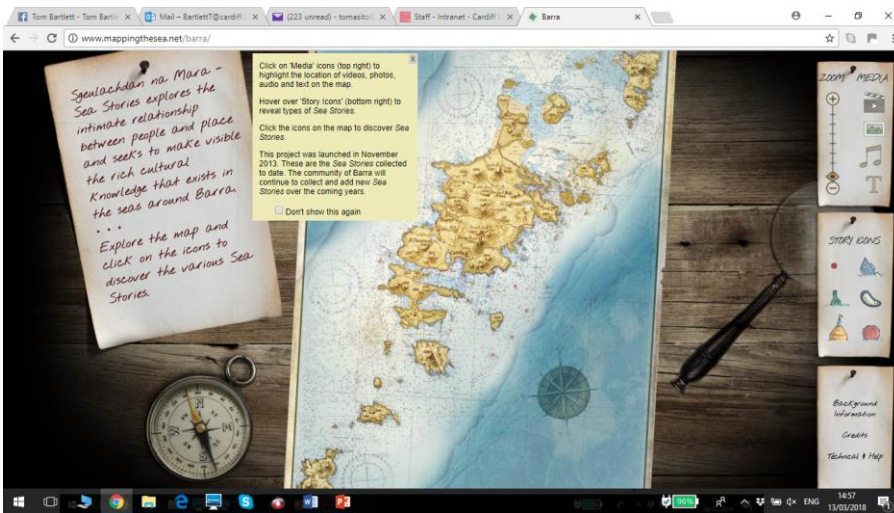 Tom Bartlett - Tom Bartle
Mail – BartlettT@cardiff.
(223 unread) - tomasito
Staff - Intranet - Cardiff
Barra
www.mappingthesea.net/barra/
Sgeulachdan na Mara -
Sea Stories explores the
intimate relationship
between people and place
and seeks to make visible
the rich cultural
Knowledge that exists in
the seas around Barra.
...
Explore the map and
click on the icons to
discover the various Sea
Stories.
X
Click on 'Media' icons (top right) to
highlight the location of videos, photos,
audio and text on the map.
Hover over 'Story Icons' (bottom right) to
reveal types of Sea Stories.
Click the icons on the map to discover Sea
Stories.
This project was launched in November
2013. These are the Sea Stories collected
to date. The community of Barra will
continue to collect and add new Sea
Stories over the coming years.
Don't show this again
ZOOM MEDIA
T
STORY ICONS
Background
Information
Credits
Technical & Help
N
96%
ENG
14:57
13/03/2018